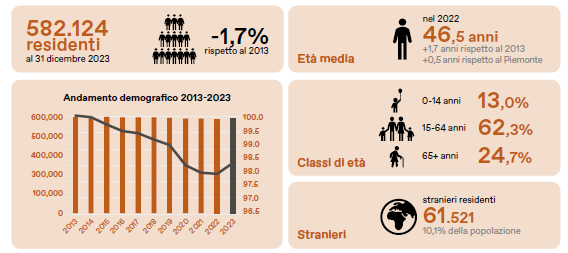 582.124
residenti
al 31 dicembre 2023
-1,7%
rispetto al 2013
Età media
nel 2022
46,5 anni
+1,7 anni rispetto al 2013
+0,5 anni rispetto al Piemonte
Andamento demografico 2013-2023
600,000
500,000
400,000
300,000
200,000
100,000
0
100.0
99.5
99.0
98.5
98.0
97.5
97.0
96.5
2013
2014
2015
2016
2017
2018
2019
2020
2021
2022
2023
Classi di età
0-14 anni 13,0%
15-64 anni 62,3%
65+ anni 24,7%
Stranieri
stranieri residenti
61.521
10,1% della popolazione